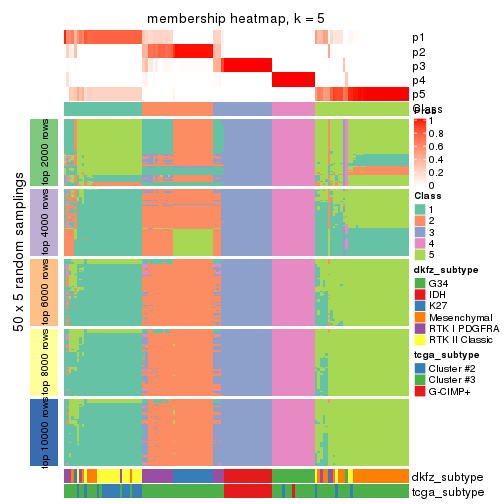 membership heatmap, k = 5
p1
p2
p3
p4
p5
Class
Prob
1
0.8
0.6
0.4
0.2
0
Class
1
2
3
4
5
dkfz_subtype
G34
IDH
K27
Mesenchymal
RTK I PDGFRA
RTK II Classic
tcga_subtype
Cluster #2
Cluster #3
G-CIMP+
50 x 5 random samplings
top 2000 rows
top 4000 rows
top 6000 rows
top 8000 rows
top 10000 rows
dkfz_subtype
tcga_subtype